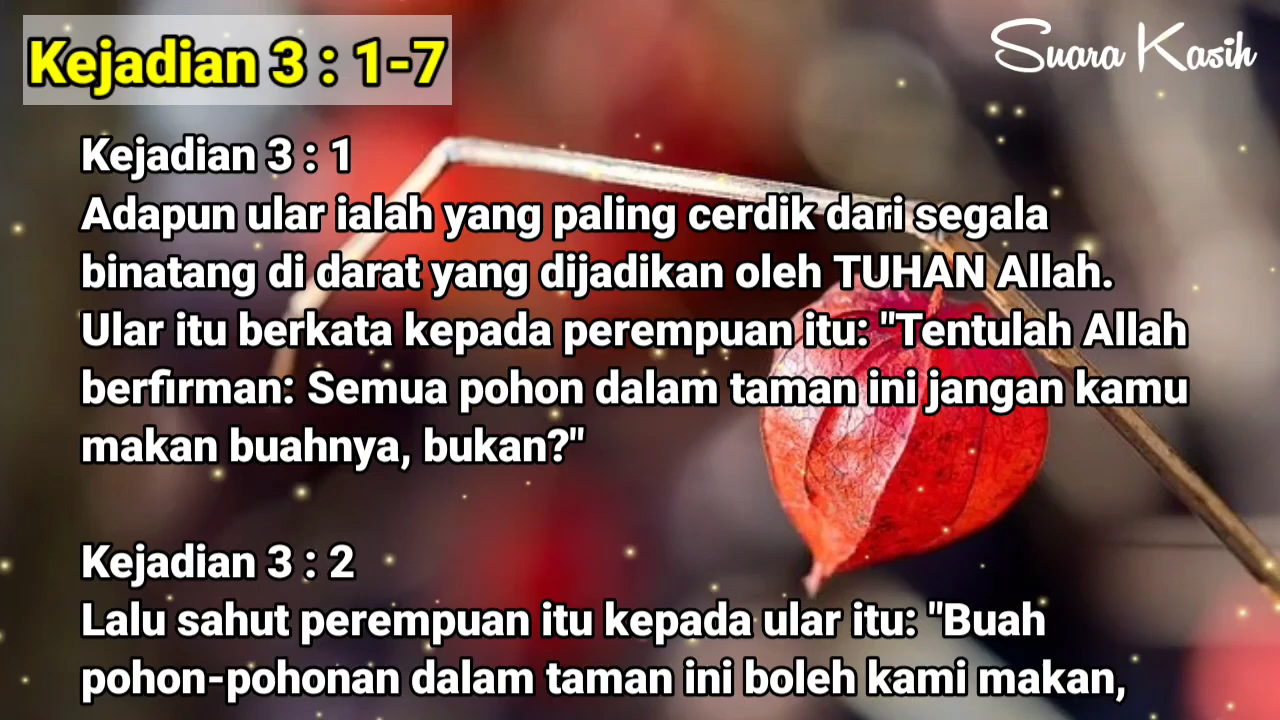 Kejadian 3 : 1-7
Suara Kasih
Kejadian 3 : 1
Adapun ular ialah yang paling cerdik dari segala
binatang di darat yang dijadikan oleh TUHAN Allah.
Ular itu berkata kepada perempuan itu: "Tentulah Allah
berfirman: Semua pohon dalam taman ini jangan kamu
makan buahnya, bukan?"
Kejadian 3 : 2
Lalu sahut perempuan itu kepada ular itu: "Buah
pohon-pohonan dalam taman ini boleh kami makan,